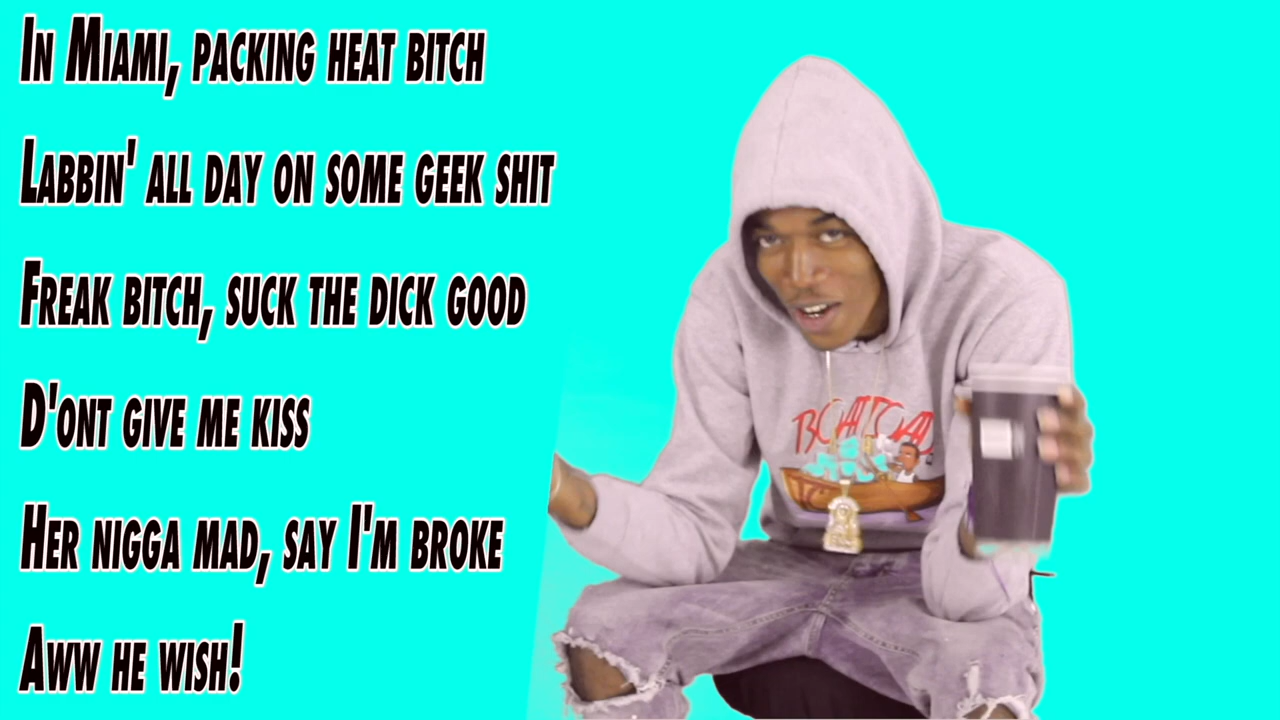 In Miami, packing heat bitch
Labbin' all day on some geek shit
Freak bitch, suck the dick good
D'ont give me kiss
Her nigga mad, say I'm broke
Aww he wish!